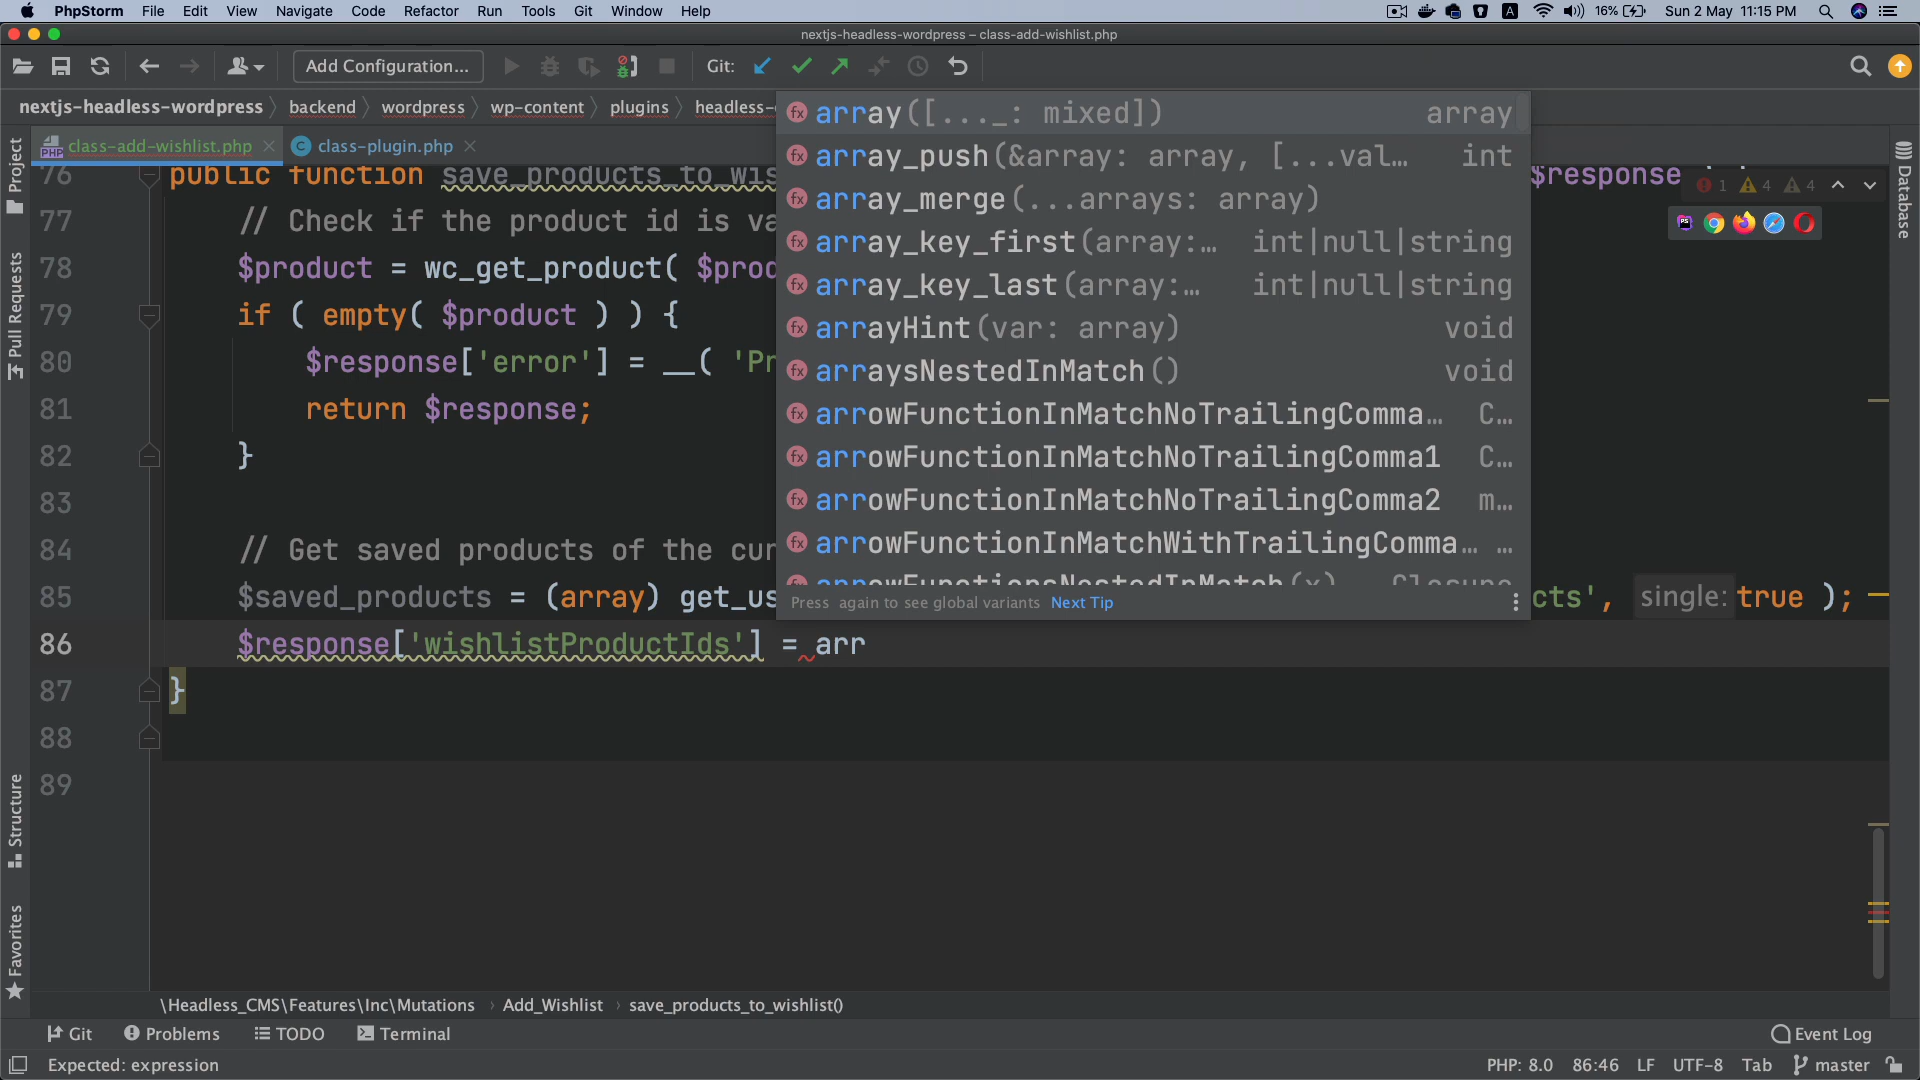 PhpStorm File Edit View Navigate Code Refactor Run Tools Git Window Help A 16% Sun 2 May 11:15 PM
nextjs-headless-wordpress – class-add-wishlist.php
Add Configuration... Git:
nextjs-headless-wordpress backend wordpress wp-content plugins headless-
class-add-wishlist.php class-plugin.php
Project
Pull Requests
Structure
Favorites
Database
76 public function save_products_to_wis $response
1 4 4
77 // Check if the product id is va
78 $product = wc_get_product( $prod
79 if ( empty( $product ) ) {
80 $response['error'] = __( 'Pr
81 return $response;
82 }
83
84 // Get saved products of the cur
85 $saved_products = (array) get_us cts', single: true );
86 $response['wishlistProductIds'] = arr
87 }
88
89
array([..._: mixed]) array
array_push(&array: array, [...val… int
array_merge(...arrays: array)
array_key_first(array:… int|null|string
array_key_last(array:… int|null|string
arrayHint(var: array) void
arraysNestedInMatch() void
arrowFunctionInMatchNoTrailingComma… C…
arrowFunctionInMatchNoTrailingComma1 C…
arrowFunctionInMatchNoTrailingComma2 m…
arrowFunctionInMatchWithTrailingComma… …
arrowFunctionsNestedInMatch(x) Closure
Press again to see global variants Next Tip
\Headless_CMS\Features\Inc\Mutations Add_Wishlist save_products_to_wishlist()
Git Problems TODO Terminal Event Log
Expected: expression PHP: 8.0 86:46 LF UTF-8 Tab master